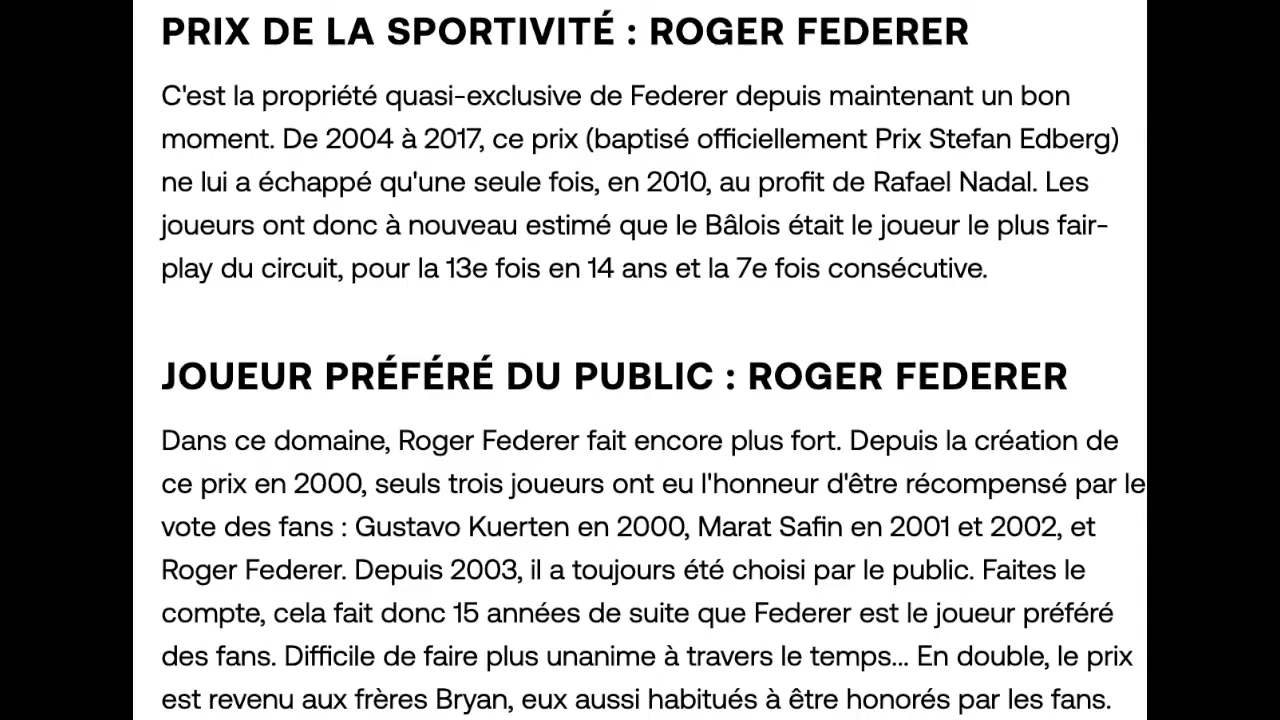 PRIX DE LA SPORTIVITÉ : ROGER FEDERER
C'est la propriété quasi-exclusive de Federer depuis maintenant un bon
moment. De 2004 à 2017, ce prix (baptisé officiellement Prix Stefan Edberg)
ne lui a échappé qu'une seule fois, en 2010, au profit de Rafael Nadal. Les
joueurs ont donc à nouveau estimé que le Bâlois était le joueur le plus fair-
play du circuit, pour la 13e fois en 14 ans et la 7e fois consécutive.
JOUEUR PRÉFÉRÉ DU PUBLIC : ROGER FEDERER
Dans ce domaine, Roger Federer fait encore plus fort. Depuis la création de
ce prix en 2000, seuls trois joueurs ont eu l'honneur d'être récompensé par le
vote des fans : Gustavo Kuerten en 2000, Marat Safin en 2001 et 2002, et
Roger Federer. Depuis 2003, il a toujours été choisi par le public. Faites le
compte, cela fait donc 15 années de suite que Federer est le joueur préféré
des fans. Difficile de faire plus unanime à travers le temps... En double, le prix
est revenu aux frères Bryan, eux aussi habitués à être honorés par les fans.